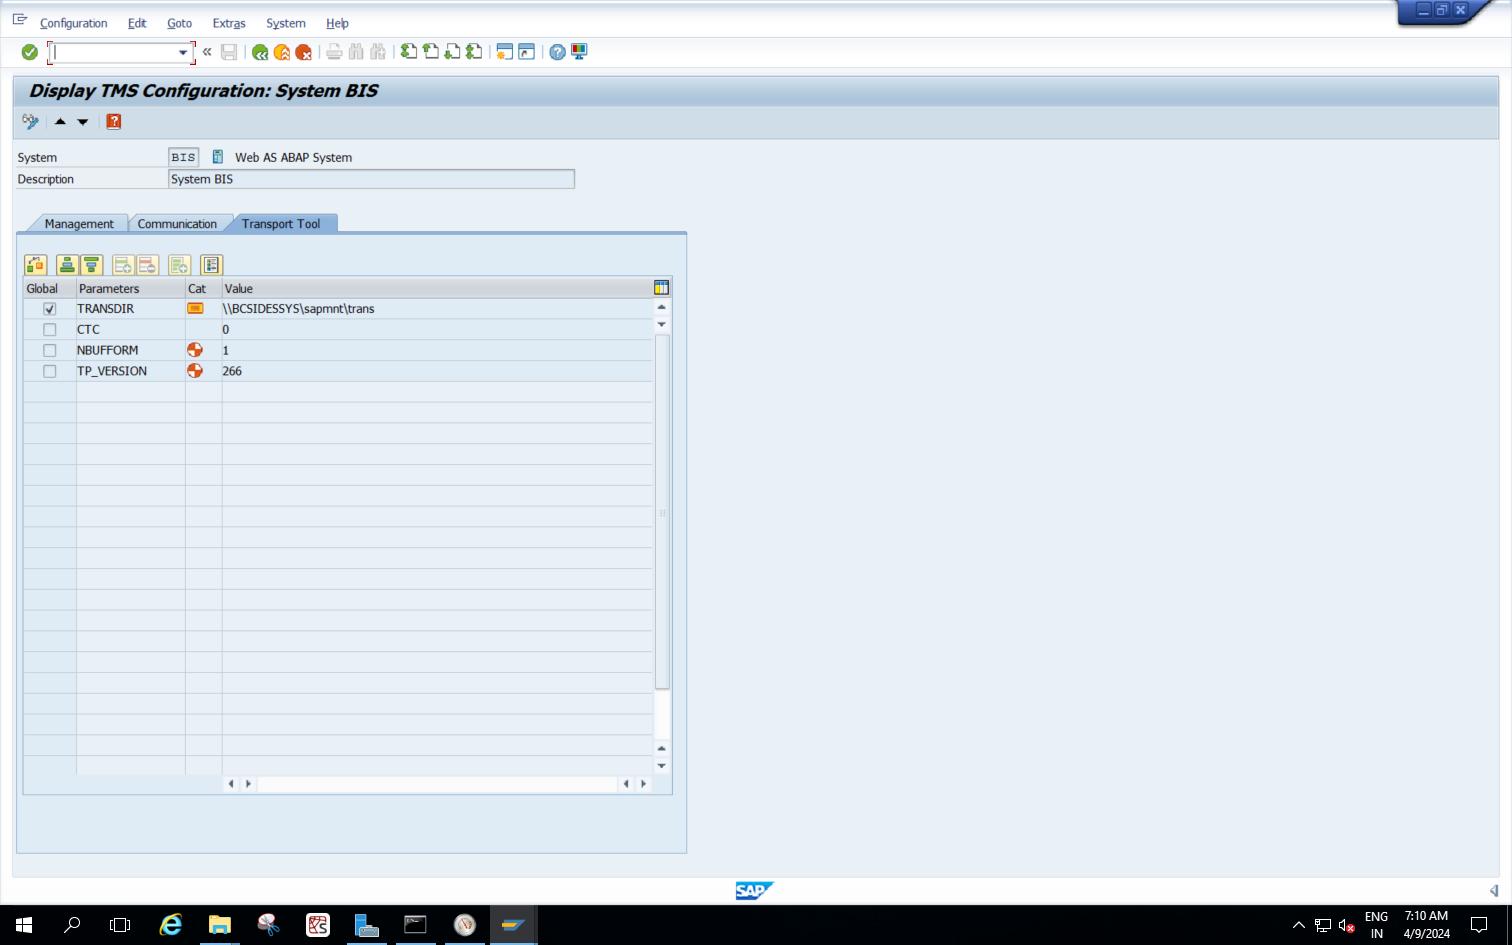 Configuration Edit Goto Extras System Help
Display TMS Configuration: System BIS
System BIS Web AS ABAP System
Description System BIS
Management Communication Transport Tool
Global Parameters Cat Value
TRANSDIR \\BCSIDESSYS\sapmnt\trans
CTC 0
NBUFFORM 1
TP_VERSION 266
SAP
ENG 7:10 AM
IN 4/9/2024